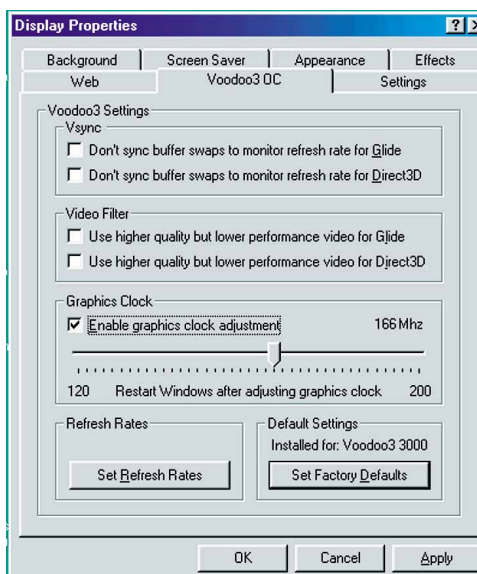 Display Properties
? X
Background Screen Saver Appearance Effects
Web Voodoo3 OC Settings
Voodoo3 Settings
Vsync
Don't sync buffer swaps to monitor refresh rate for Glide
Don't sync buffer swaps to monitor refresh rate for Direct3D
Video Filter
Use higher quality but lower performance video for Glide
Use higher quality but lower performance video for Direct3D
Graphics Clock
Enable graphics clock adjustment 166Mhz
120 Restart Windows after adjusting graphics clock 200
Refresh Rates
Set Refresh Rates
Default Settings
Installed for: Voodoo3 3000
Set Factory Defaults
OK Cancel Apply